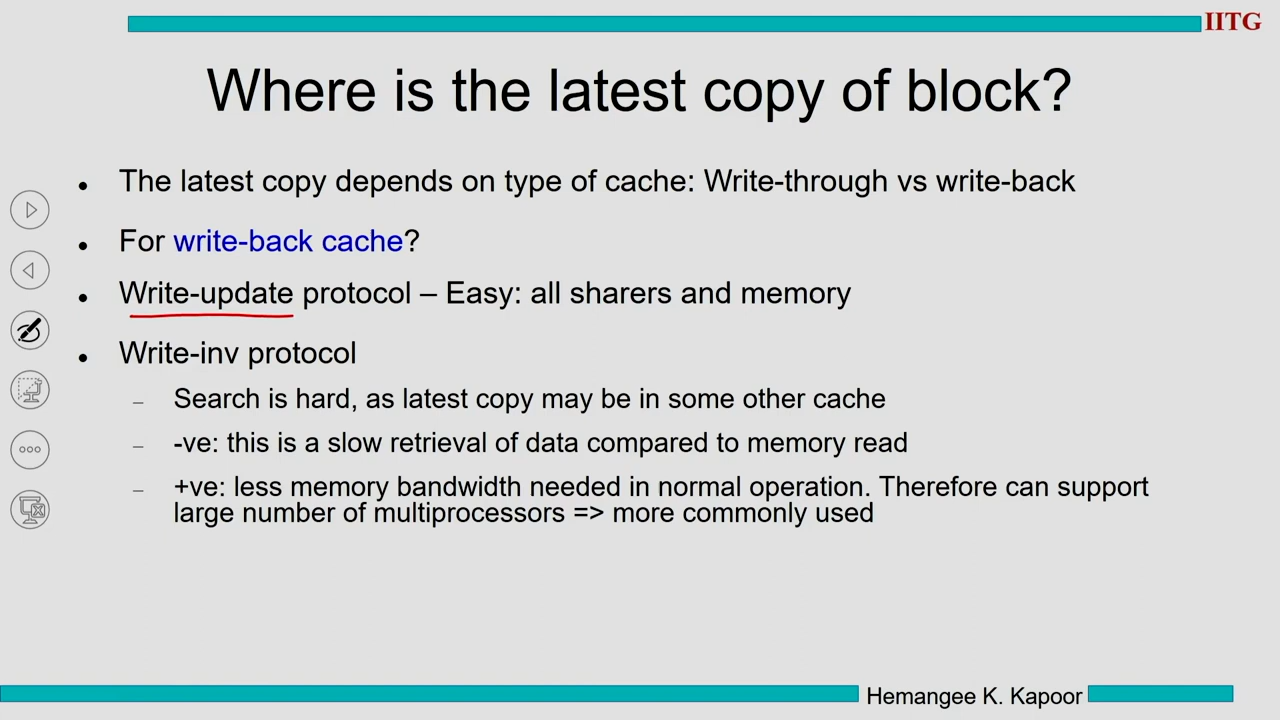 IITG
Where is the latest copy of block?
● The latest copy depends on type of cache: Write-through vs write-back
● For write-back cache?
● Write-update protocol – Easy: all sharers and memory
● Write-inv protocol
– Search is hard, as latest copy may be in some other cache
– -ve: this is a slow retrieval of data compared to memory read
– +ve: less memory bandwidth needed in normal operation. Therefore can support
large number of multiprocessors => more commonly used
Hemangee K. Kapoor